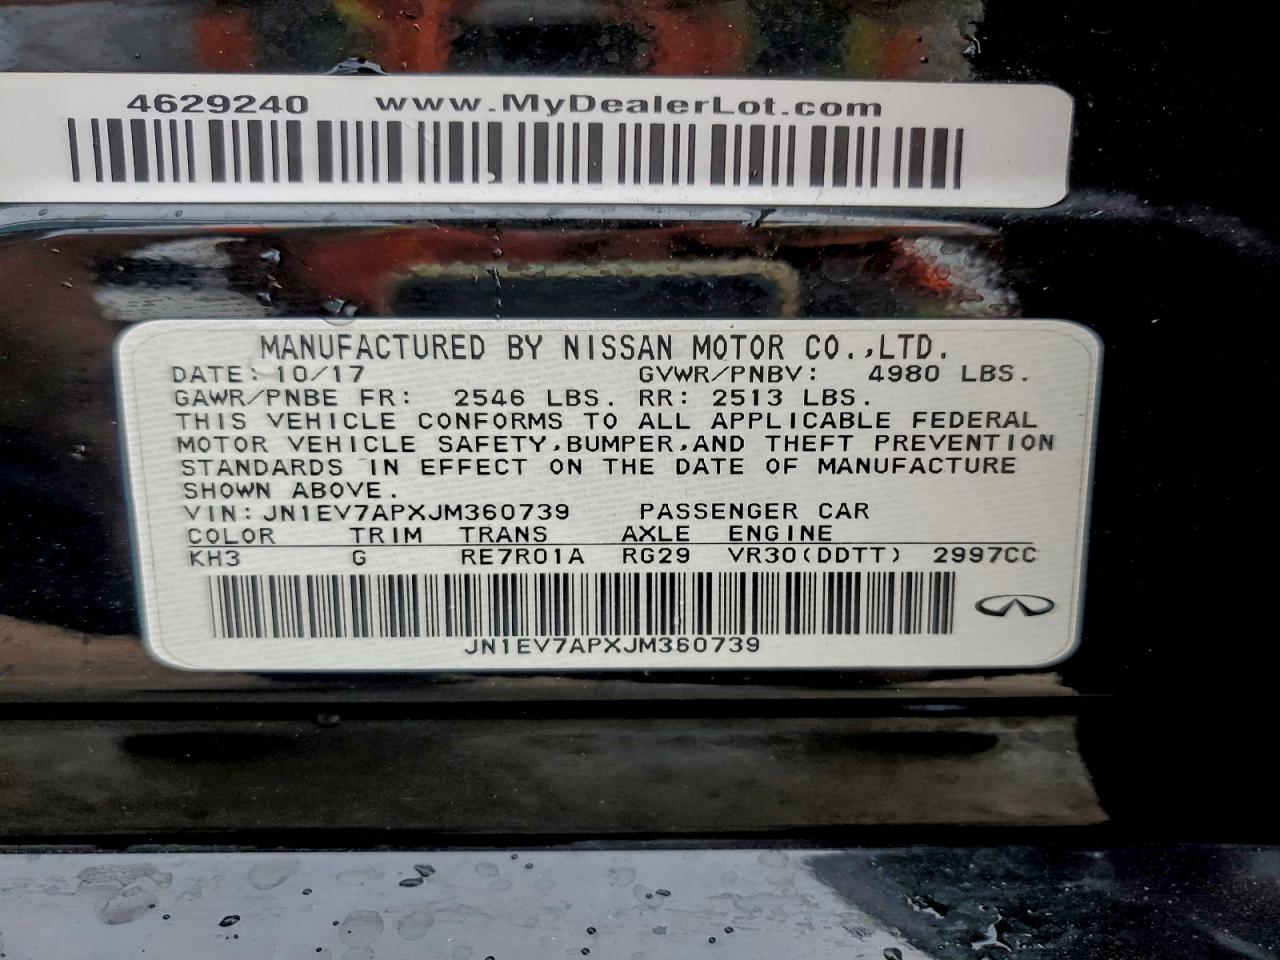 4629240 www.MyDealerLot.com
MANUFACTURED BY NISSAN MOTOR CO.,LTD.
DATE: 10/17 GVWR/PNBV: 4980 LBS.
GAWR/PNBE FR: 2546 LBS. RR: 2513 LBS.
THIS VEHICLE CONFORMS TO ALL APPLICABLE FEDERAL
MOTOR VEHICLE SAFETY,BUMPER,AND THEFT PREVENTION
STANDARDS IN EFFECT ON THE DATE OF MANUFACTURE
SHOWN ABOVE.
VIN: JN1EV7APXJM360739 PASSENGER CAR
COLOR TRIM TRANS AXLE ENGINE
KH3 G RE7R01A RG29 VR30(DDTT) 2997CC
JN1EV7APXJM360739